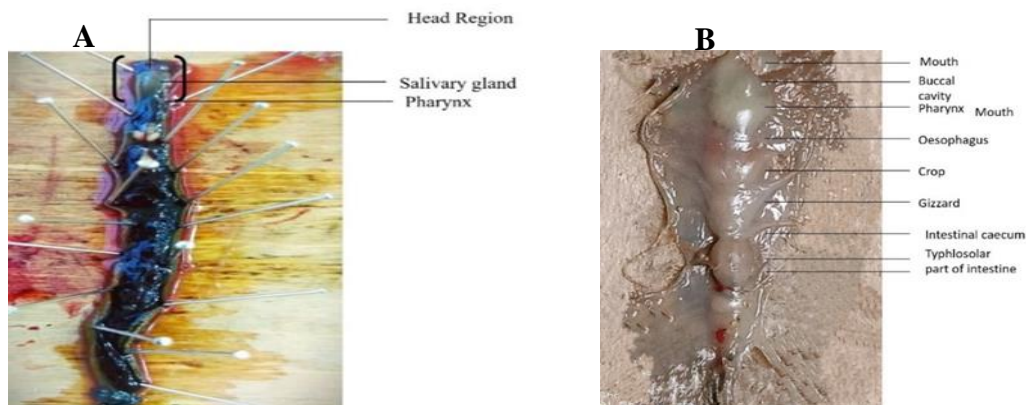 A
Head Region
Salivary gland
Pharynx
B
Mouth
Buccal
cavity
Pharynx Mouth
Oesophagus
Crop
Gizzard
Intestinal caecum
Typhlosolar
part of intestine